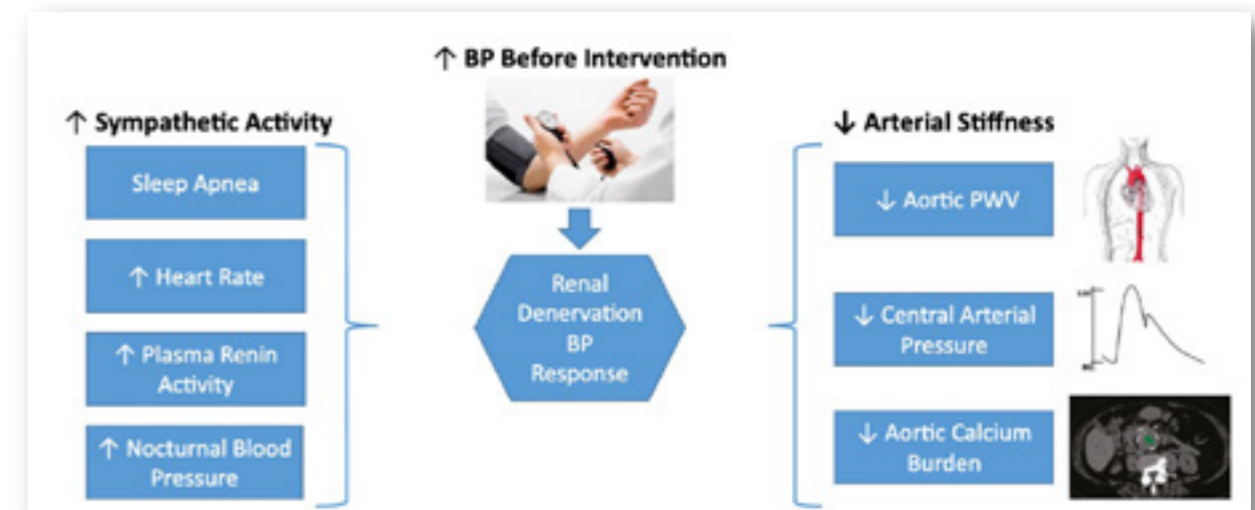 ↑ BP Before Intervention
↑ Sympathetic Activity
Sleep Apnea
↑ Heart Rate
↑ Plasma Renin
Activity
↑ Nocturnal Blood
Pressure
Renal
Denervation
BP
Response
↓ Arterial Stiffness
↓ Aortic PWV
↓ Central Arterial
Pressure
↓ Aortic Calcium
Burden